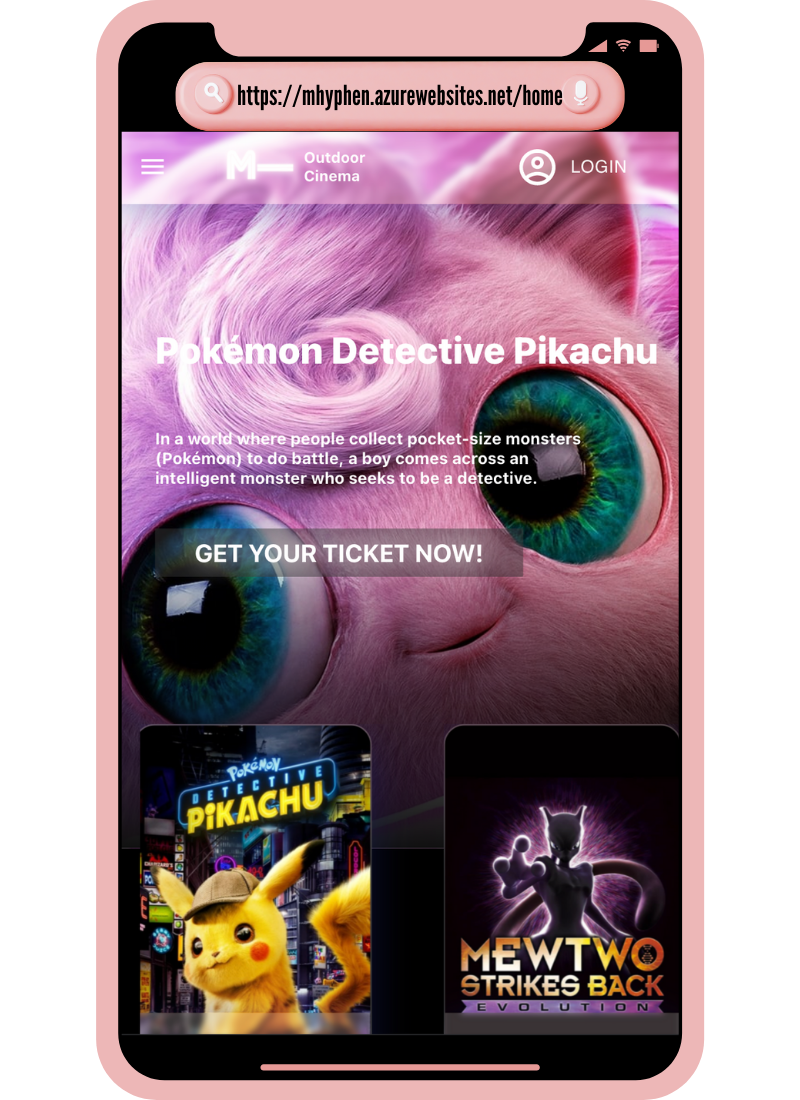 https://mhyphen.azurewebsites.net/home
M—
Outdoor
Cinema
LOGIN
Pokémon Detective Pikachu
In a world where people collect pocket-size monsters
(Pokémon) to do battle, a boy comes across an
intelligent monster who seeks to be a detective.
GET YOUR TICKET NOW!
POKéMON
DETECTIVE
PiKACHU
MEWTWO
STRIKES BACK
EVOLUTION